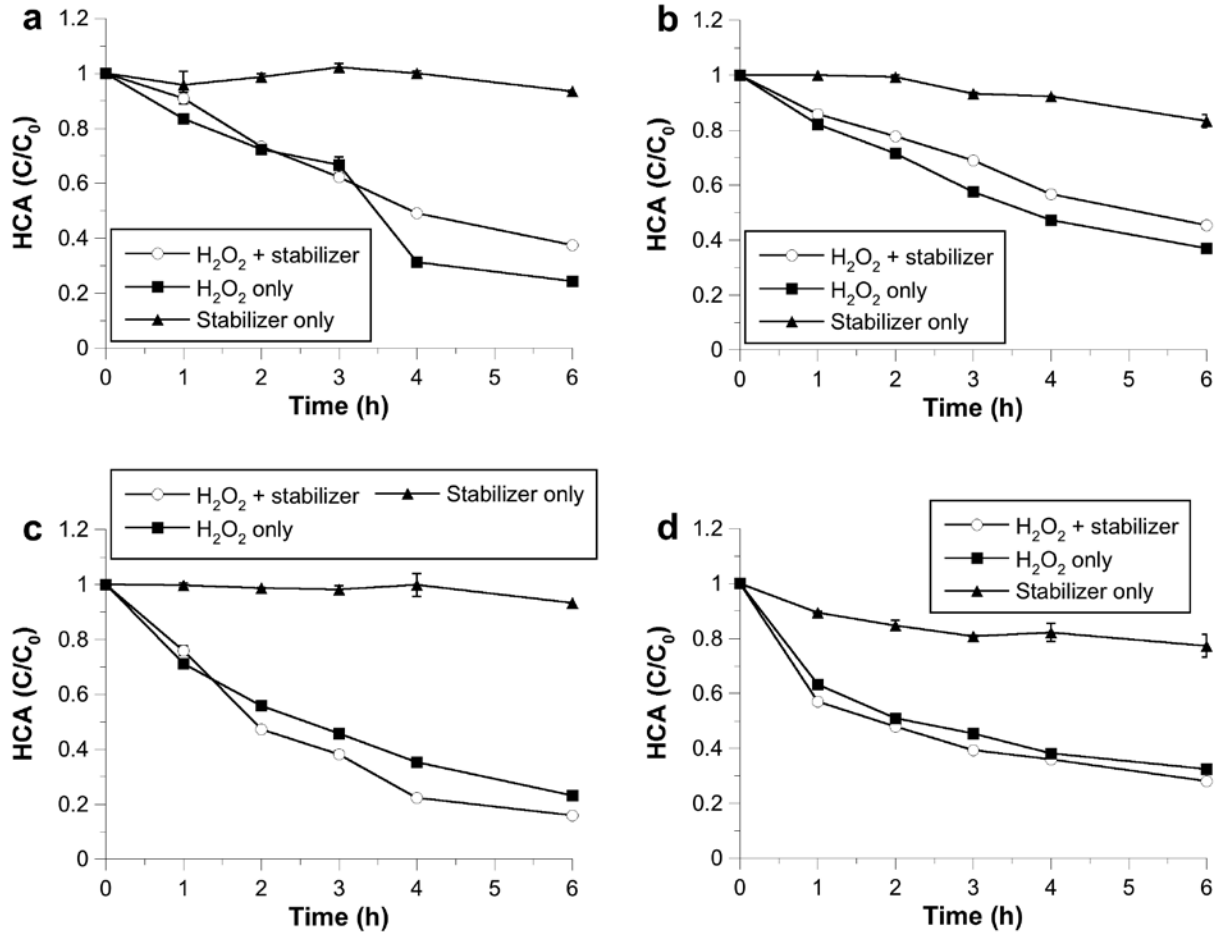 a
1.2
1
0.8
0.6
0.4
0.2
0
HCA (C/C₀)
H₂O₂ + stabilizer
H₂O₂ only
Stabilizer only
0 1 2 3 4 5 6
Time (h)
b
1.2
1
0.8
0.6
0.4
0.2
0
HCA (C/C₀)
H₂O₂ + stabilizer
H₂O₂ only
Stabilizer only
0 1 2 3 4 5 6
Time (h)
c
H₂O₂ + stabilizer Stabilizer only
H₂O₂ only
1.2
1
0.8
0.6
0.4
0.2
0
HCA (C/C₀)
0 1 2 3 4 5 6
Time (h)
d
H₂O₂ + stabilizer
H₂O₂ only
Stabilizer only
1.2
1
0.8
0.6
0.4
0.2
0
HCA (C/C₀)
0 1 2 3 4 5 6
Time (h)